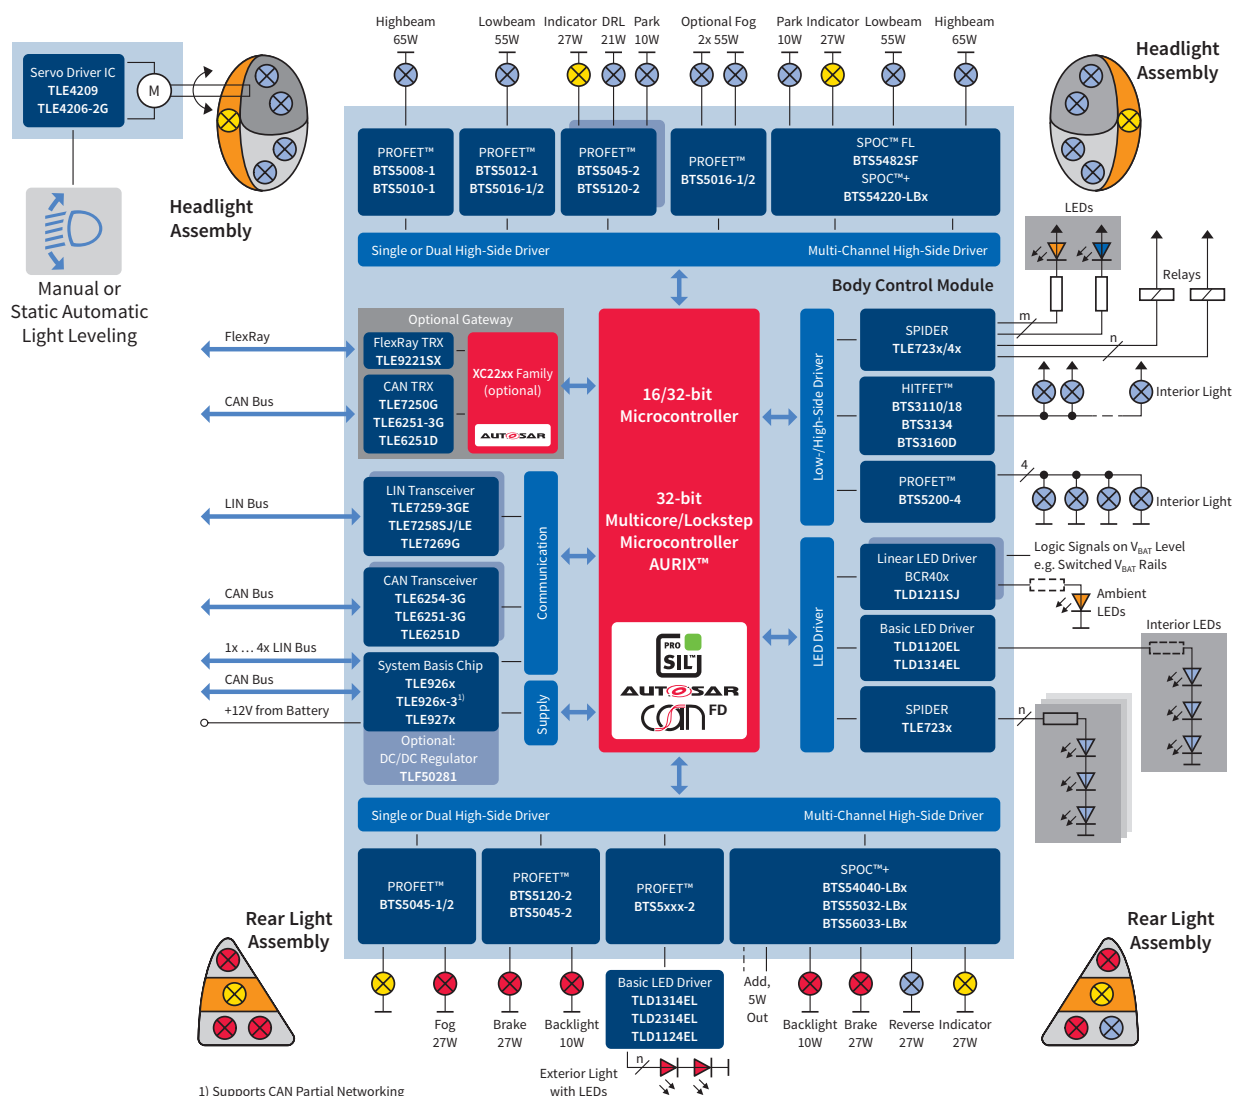 Highbeam
65W
Lowbeam
55W
Indicator
27W
DRL
21W
Park
10W
Optional Fog
2x 55W
Park
10W
Indicator
27W
Lowbeam
55W
Highbeam
65W
Servo Driver IC
TLE4209
TLE4206-2G
M
Headlight
Assembly
Manual or
Static Automatic
Light Leveling
Headlight
Assembly
PROFET™
BTS5008-1
BTS5010-1
PROFET™
BTS5012-1
BTS5016-1/2
PROFET™
BTS5045-2
BTS5120-2
PROFET™
BTS5016-1/2
SPOC™ FL
BTS5482SF
SPOC™+
BTS54220-LBx
Single or Dual High-Side Driver
Multi-Channel High-Side Driver
Body Control Module
LEDs
Relays
m
n
FlexRay
CAN Bus
LIN Bus
CAN Bus
1x … 4x LIN Bus
CAN Bus
+12V from Battery
Optional Gateway
FlexRay TRX
TLE9221SX
CAN TRX
TLE7250G
TLE6251-3G
TLE6251D
XC22xx Family
(optional)
AUTOSAR
LIN Transceiver
TLE7259-3GE
TLE7258SJ/LE
TLE7269G
CAN Transceiver
TLE6254-3G
TLE6251-3G
TLE6251D
System Basis Chip
TLE926x
TLE926x-3¹⁾
TLE927x
Optional:
DC/DC Regulator
TLF50281
Communication
Supply
16/32-bit
Microcontroller
32-bit
Multicore/Lockstep
Microcontroller
AURIX™
PRO
SIL™
AUTOSAR
CAN FD
Low-/High-Side Driver
LED Driver
SPIDER
TLE723x/4x
HITFET™
BTS3110/18
BTS3134
BTS3160D
PROFET™
BTS5200-4
Linear LED Driver
BCR40x
TLD1211SJ
Basic LED Driver
TLD1120EL
TLD1314EL
SPIDER
TLE723x
Interior Light
4
Interior Light
Logic Signals on VBAT Level
e.g. Switched VBAT Rails
Ambient
LEDs
Interior LEDs
n
Single or Dual High-Side Driver
Multi-Channel High-Side Driver
PROFET™
BTS5045-1/2
PROFET™
BTS5120-2
BTS5045-2
PROFET™
BTS5xxx-2
SPOC™+
BTS54040-LBx
BTS55032-LBx
BTS56033-LBx
Rear Light
Assembly
Rear Light
Assembly
Fog
27W
Brake
27W
Backlight
10W
Basic LED Driver
TLD1314EL
TLD2314EL
TLD1124EL
n
Exterior Light
with LEDs
Add,
5W
Out
Backlight
10W
Brake
27W
Reverse
27W
Indicator
27W
1) Supports CAN Partial Networking